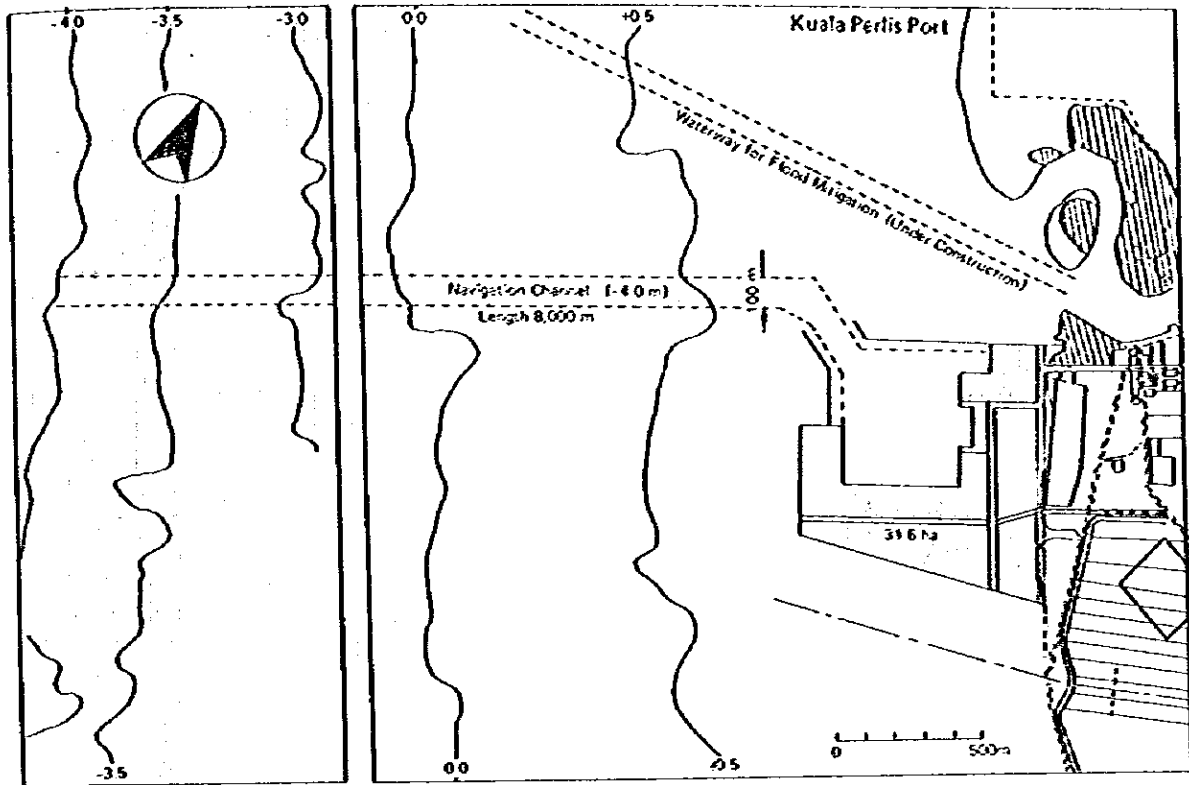 -4.0
-3.5
-3.0
0.0
+0.5
Kuala Perlis Port
Waterway for Flood Mitigation (Under Construction)
Navigation Channel (-4.0 m)
Length 8,000 m
100 m
31.6 ha
0
500m
-3.5
0.0
+0.5